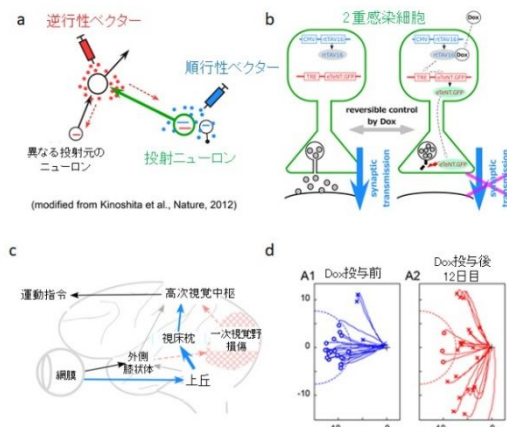 a
逆行性ベクター
順行性ベクター
異なる投射元の
ニューロン
投射ニューロン
(modified from Kinoshita et al., Nature, 2012)
b
2重感染細胞
Dox
CMV
rtTAV16
rtTAV16
TRE
eTeNT.GFP
reversible control
by Dox
synaptic
transmission
CMV
rtTAV16
rtTAV16
Dox
TRE
eTeNT.GFP
eTeNT.GFP
eTeNT.GFP
synaptic
transmission
c
運動指令
高次視覚中枢
視床枕
一次視覚野
損傷
外側
膝状体
網膜
上丘
d
A1
Dox投与前
A2
Dox投与後
12日目
10
0
-10